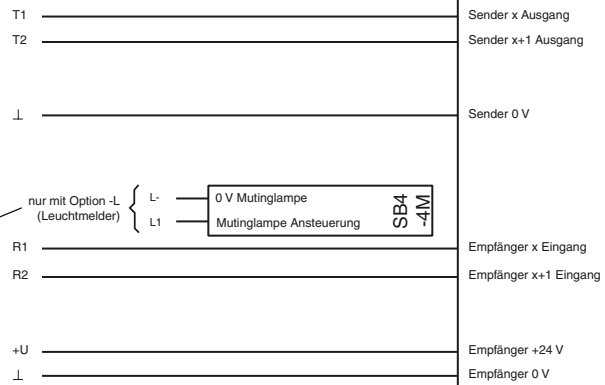 T1 Sender x Ausgang
T2 Sender x+1 Ausgang
⊥ Sender 0 V
nur mit Option -L
(Leuchtmelder)
L- 0 V Mutinglampe
L1 Mutinglampe Ansteuerung
SB4
-4M
R1 Empfänger x Eingang
R2 Empfänger x+1 Eingang
+U Empfänger +24 V
⊥ Empfänger 0 V